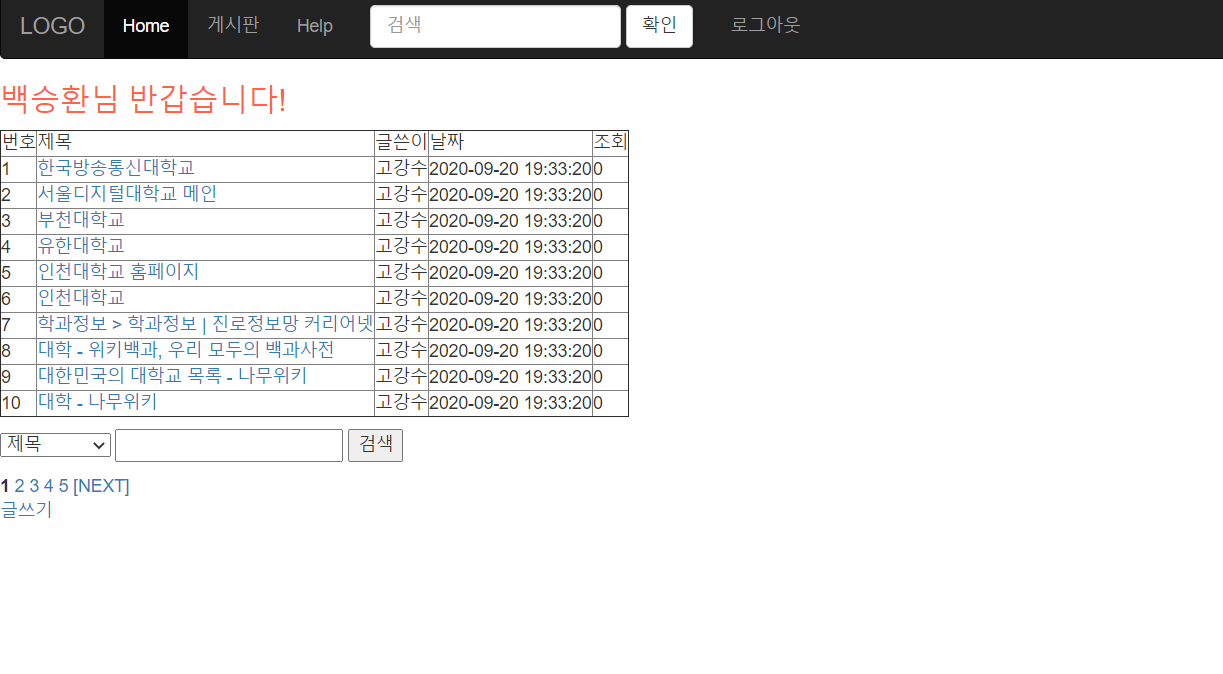 LOGO Home 게시판 Help 검색 확인 로그아웃
백승환님 반갑습니다!
번호 제목 글쓴이 날짜 조회
1 한국방송통신대학교 고강수 2020-09-20 19:33:20 0
2 서울디지털대학교 메인 고강수 2020-09-20 19:33:20 0
3 부천대학교 고강수 2020-09-20 19:33:20 0
4 유한대학교 고강수 2020-09-20 19:33:20 0
5 인천대학교 홈페이지 고강수 2020-09-20 19:33:20 0
6 인천대학교 고강수 2020-09-20 19:33:20 0
7 학과정보 > 학과정보 | 진로정보망 커리어넷 고강수 2020-09-20 19:33:20 0
8 대학 - 위키백과, 우리 모두의 백과사전 고강수 2020-09-20 19:33:20 0
9 대한민국의 대학교 목록 - 나무위키 고강수 2020-09-20 19:33:20 0
10 대학 - 나무위키 고강수 2020-09-20 19:33:20 0
제목 검색
1 2 3 4 5 [NEXT]
글쓰기